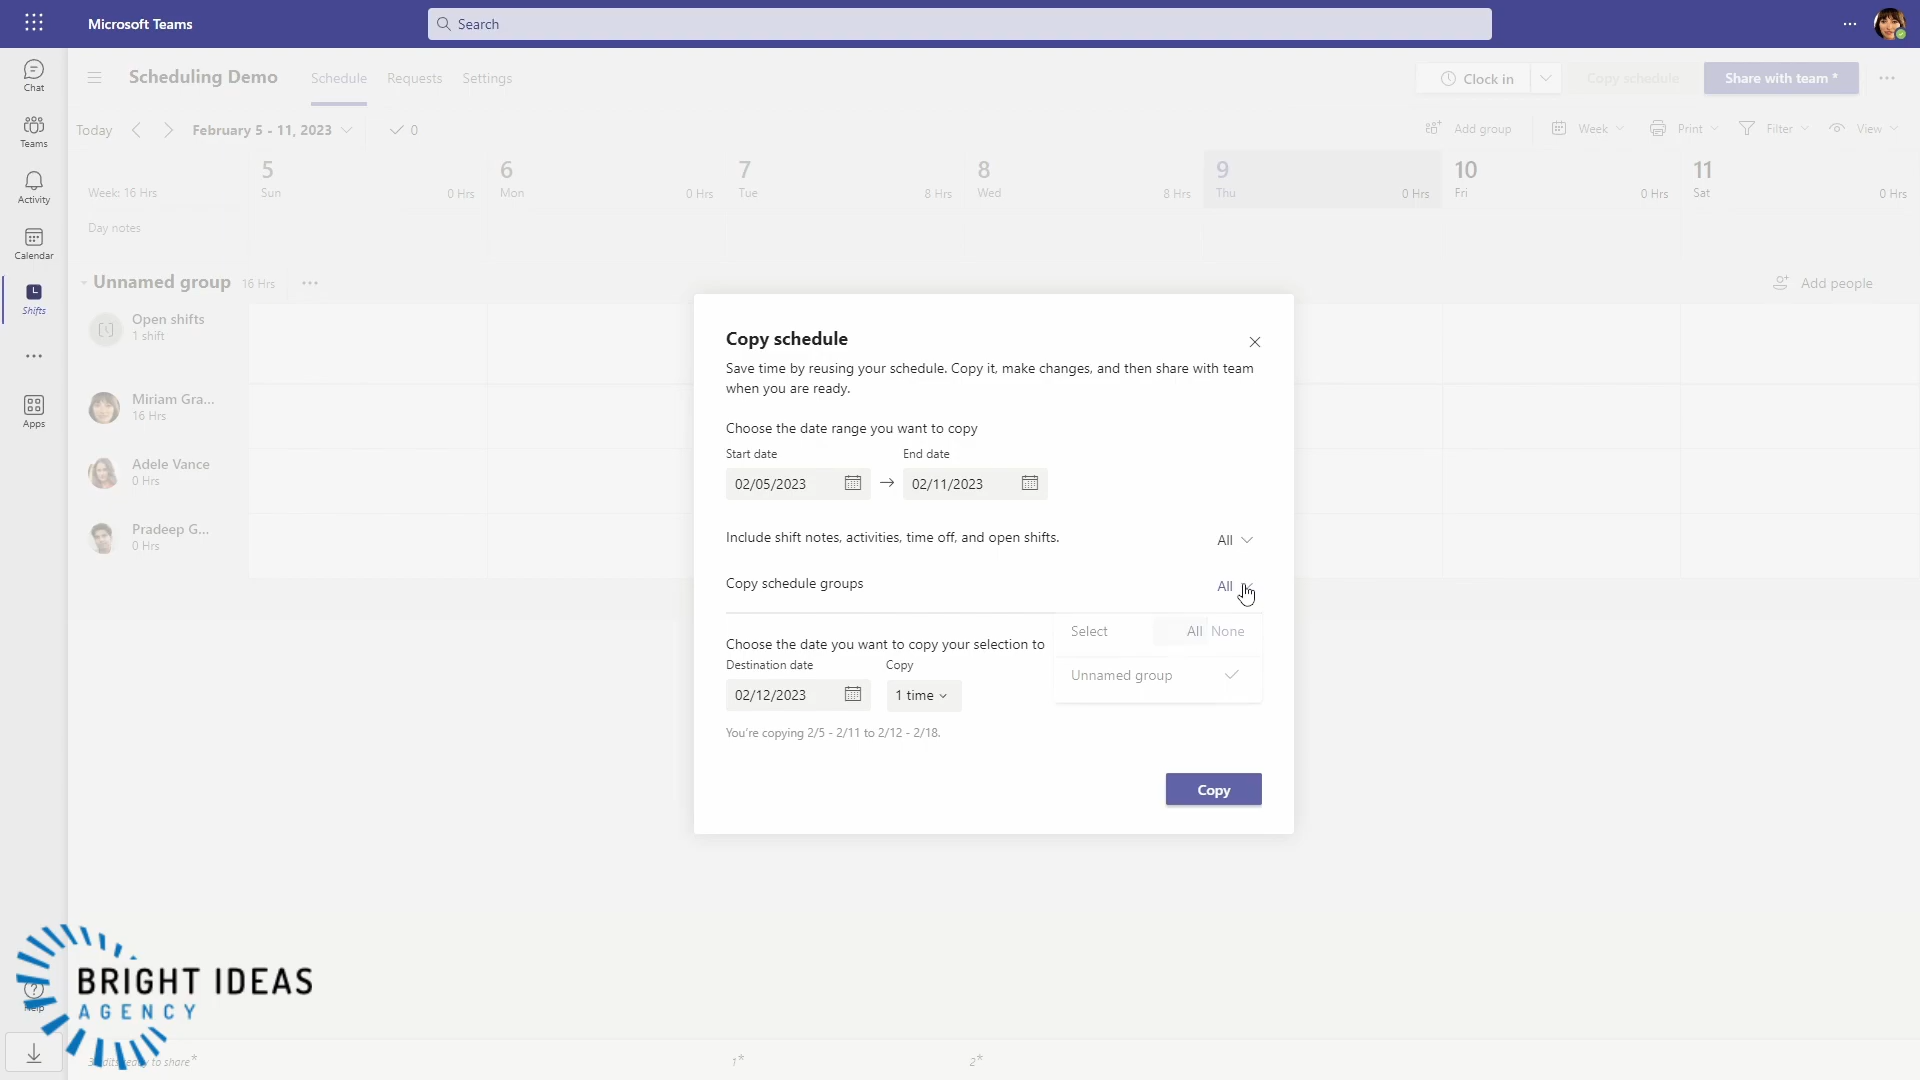 Microsoft Teams
Search
Chat
Teams
Activity
Calendar
Shifts
Apps
Help
Scheduling Demo
Schedule
Requests
Settings
Clock in
Copy schedule
Share with team *
Today
February 5 - 11, 2023
0
Add group
Week
Print
Filter
View
Week: 16 Hrs
5
Sun
0 Hrs
6
Mon
0 Hrs
7
Tue
8 Hrs
8
Wed
8 Hrs
9
Thu
0 Hrs
10
Fri
0 Hrs
11
Sat
0 Hrs
Day notes
Unnamed group
16 Hrs
Add people
Open shifts
1 shift
Miriam Gra...
16 Hrs
Adele Vance
0 Hrs
Pradeep G...
0 Hrs
Copy schedule
Save time by reusing your schedule. Copy it, make changes, and then share with team
when you are ready.
Choose the date range you want to copy
Start date
End date
02/05/2023
02/11/2023
Include shift notes, activities, time off, and open shifts.
All
Copy schedule groups
All
Select
All
None
Unnamed group
Choose the date you want to copy your selection to
Destination date
Copy
02/12/2023
1 time
You're copying 2/5 - 2/11 to 2/12 - 2/18.
Copy
BRIGHT IDEAS
AGENCY
to share*
1*
2*